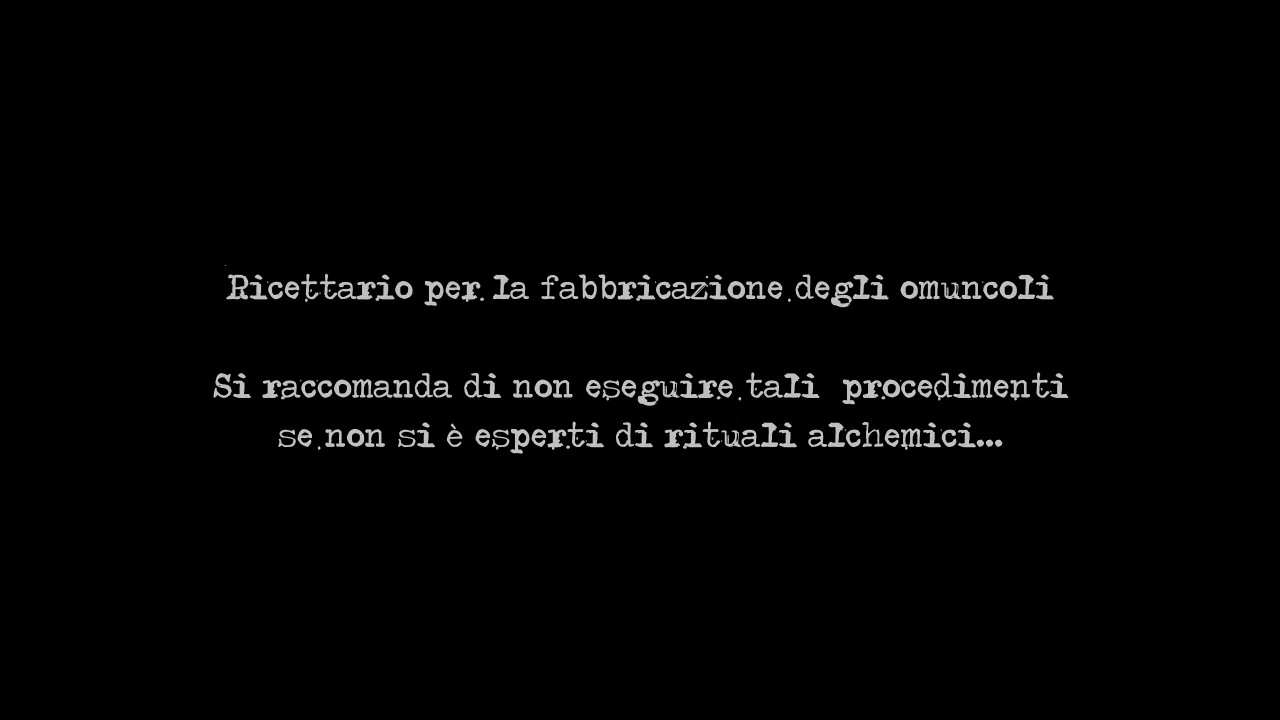 Ricettario per la fabbricazione degli omuncoli
Si raccomanda di non eseguire tali  procedimenti
se non si è esperti di rituali alchemici...